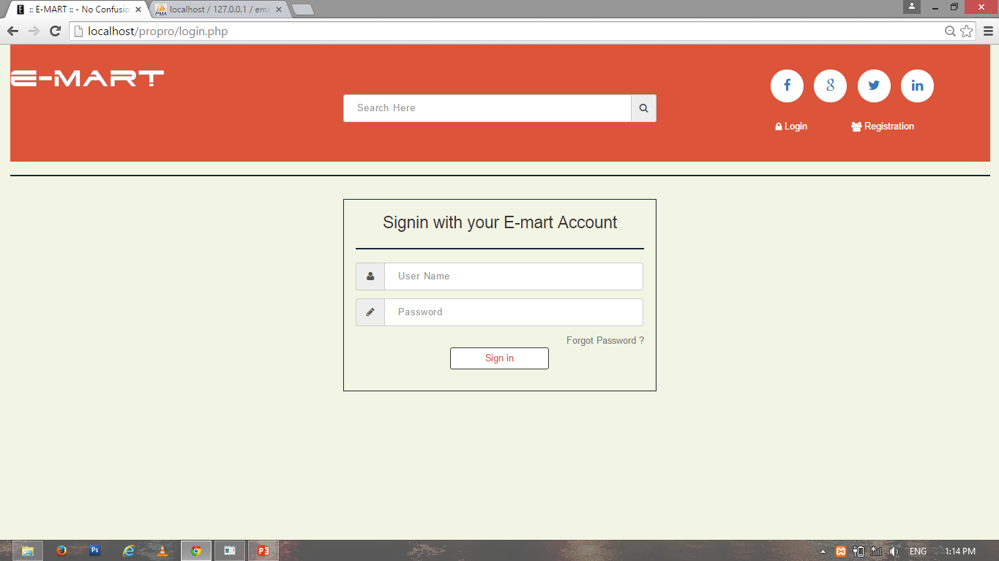 :: E-MART :: - No Confusio
localhost / 127.0.0.1 / ema
localhost/propro/login.php
E-MART
Search Here
Login
Registration
Signin with your E-mart Account
User Name
Password
Forgot Password ?
Sign in
ENG
1:14 PM